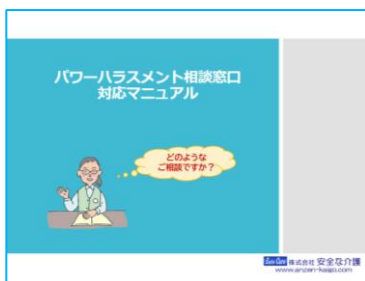 パワーハラスメント相談窓口
対応マニュアル
どのような
ご相談ですか？
Safe Care 株式会社 安全な介護
www.anzen-kaigo.com